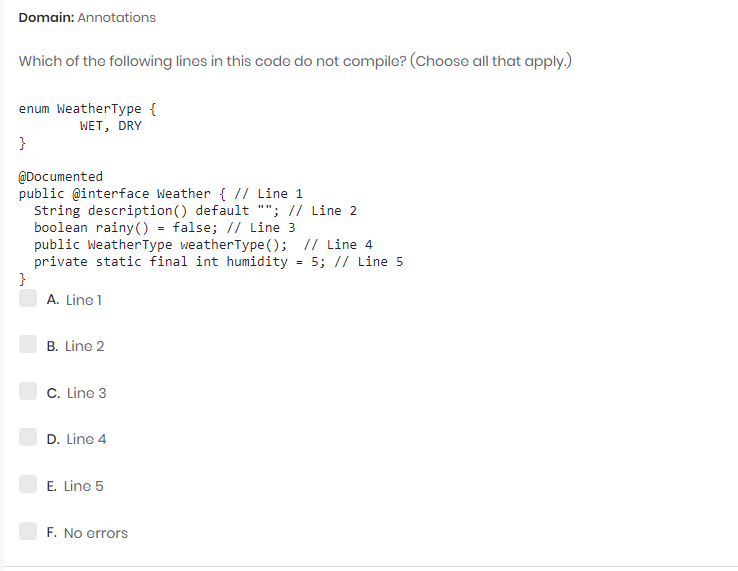 Domain: Annotations
Which of the following lines in this code do not compile? (Choose all that apply.)
enum WeatherType {
        WET, DRY
}
@Documented
public @interface Weather { // Line 1
  String description() default ""; // Line 2
  boolean rainy() = false; // Line 3
  public WeatherType weatherType();  // Line 4
  private static final int humidity = 5; // Line 5
}
A. Line 1
B. Line 2
C. Line 3
D. Line 4
E. Line 5
F. No errors